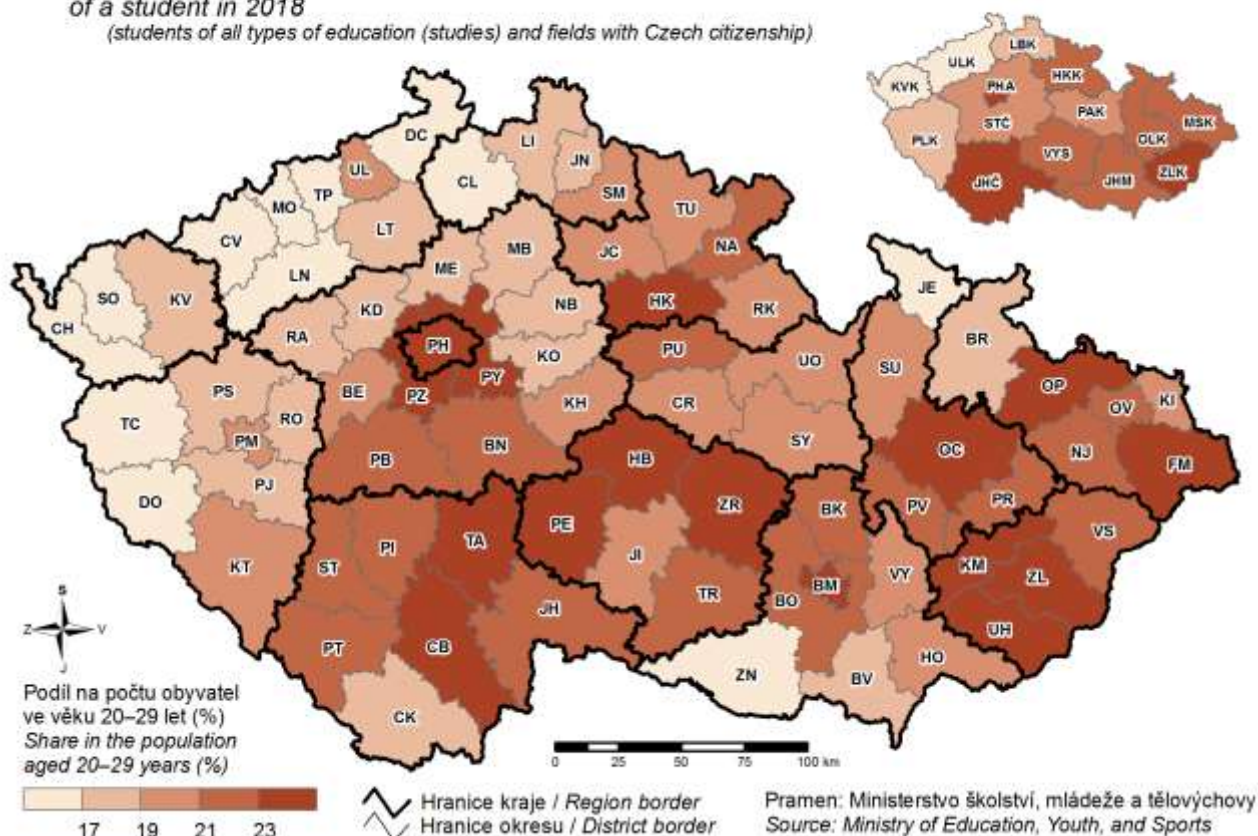 of a student in 2018
(students of all types of education (studies) and fields with Czech citizenship)
LBK
ULK
HKK
KVK
PHA
PAK
STČ
MSK
PLK
OLK
VYS
ZLK
JHČ
JHM
DC
LI
JN
UL
CL
TP
SM
MO
TU
LT
CV
NA
MB
JC
ME
LN
JE
SO
KV
NB
HK
KD
RK
CH
RA
BR
PH
KO
PU
UO
SU
PY
OP
PS
BE
PZ
KH
CR
OV
KI
TC
RO
PM
BN
SY
OC
NJ
PB
HB
FM
PJ
DO
ZR
PV
PR
PE
BK
TA
VS
PI
JI
KT
ST
KM
ZL
VY
BM
TR
BO
JH
UH
PT
CB
HO
ZN
BV
CK
S
Z
V
J
Podíl na počtu obyvatel
ve věku 20–29 let (%)
Share in the population
aged 20–29 years (%)
17 19 21 23
0 25 50 75 100 km
Hranice kraje / Region border
Hranice okresu / District border
Pramen: Ministerstvo školství, mládeže a tělovýchovy
Source: Ministry of Education, Youth, and Sports